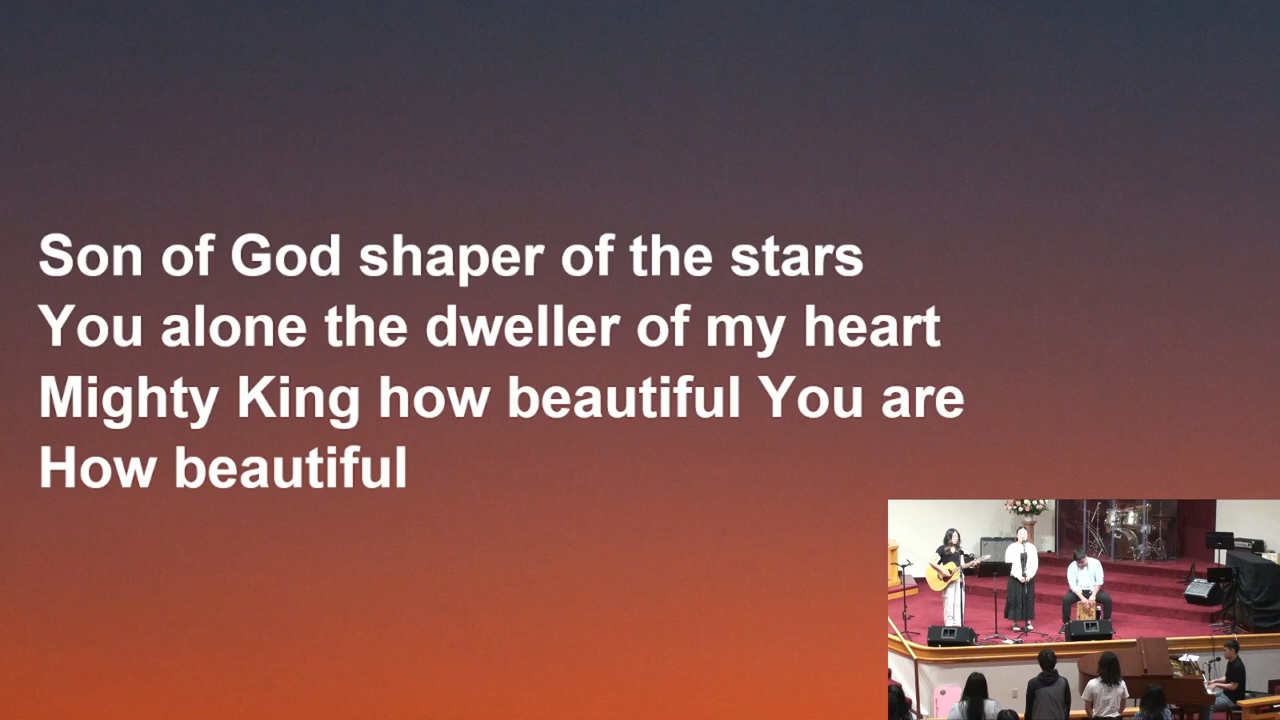 Son of God shaper of the stars
You alone the dweller of my heart
Mighty King how beautiful You are
How beautiful